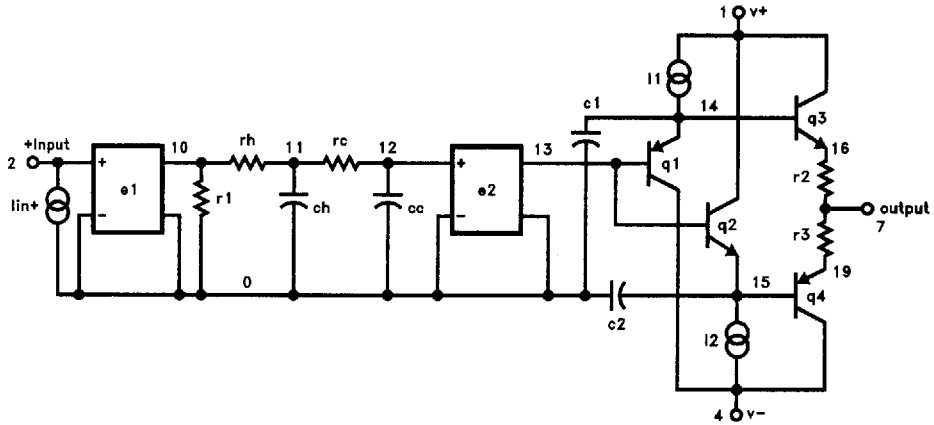 1 v+
I1
c1
14
q3
+Input
2
+
e1
−
Iin+
10
rh
11
rc
12
+
e2
−
13
q1
16
r2
r1
ch
cc
q2
output
7
r3
19
0
c2
15
q4
I2
4 v−